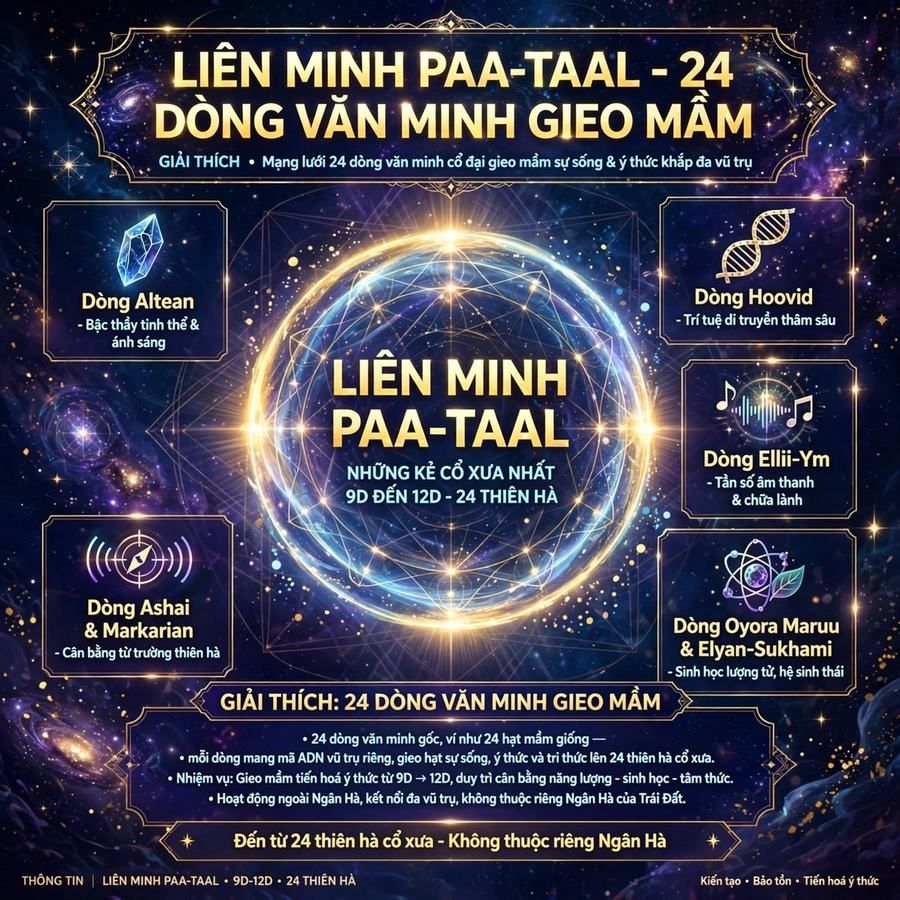 LIÊN MINH PAA-TAAL - 24
DÒNG VĂN MINH GIEO MẦM
GIẢI THÍCH • Mạng lưới 24 dòng văn minh cổ đại gieo mầm sự sống & ý thức khắp đa vũ trụ
Dòng Altean
- Bậc thầy tinh thể &
ánh sáng
Dòng Hoovid
- Trí tuệ di truyền thâm sâu
LIÊN MINH
PAA-TAAL
NHỮNG KẺ CỔ XƯA NHẤT
9D ĐẾN 12D - 24 THIÊN HÀ
Dòng Ellii-Ym
- Tần số âm thanh
& chữa lành
Dòng Ashai
& Markarian
- Cân bằng từ trường thiên hà
Dòng Oyora Maruu
& Elyan-Sukhami
- Sinh học lượng tử, hệ sinh thái
GIẢI THÍCH: 24 DÒNG VĂN MINH GIEO MẦM
• 24 dòng văn minh gốc, ví như 24 hạt mầm giống —
• mỗi dòng mang mã ADN vũ trụ riêng, gieo hạt sự sống, ý thức và tri thức lên 24 thiên hà cổ xưa.
• Nhiệm vụ: Gieo mầm tiến hoá ý thức từ 9D → 12D, duy trì cân bằng năng lượng - sinh học - tâm thức.
• Hoạt động ngoài Ngân Hà, kết nối đa vũ trụ, không thuộc riêng Ngân Hà của Trái Đất.
Đến từ 24 thiên hà cổ xưa - Không thuộc riêng Ngân Hà
THÔNG TIN | LIÊN MINH PAA-TAAL • 9D-12D • 24 THIÊN HÀ
Kiến tạo • Bảo tồn • Tiến hoá ý thức